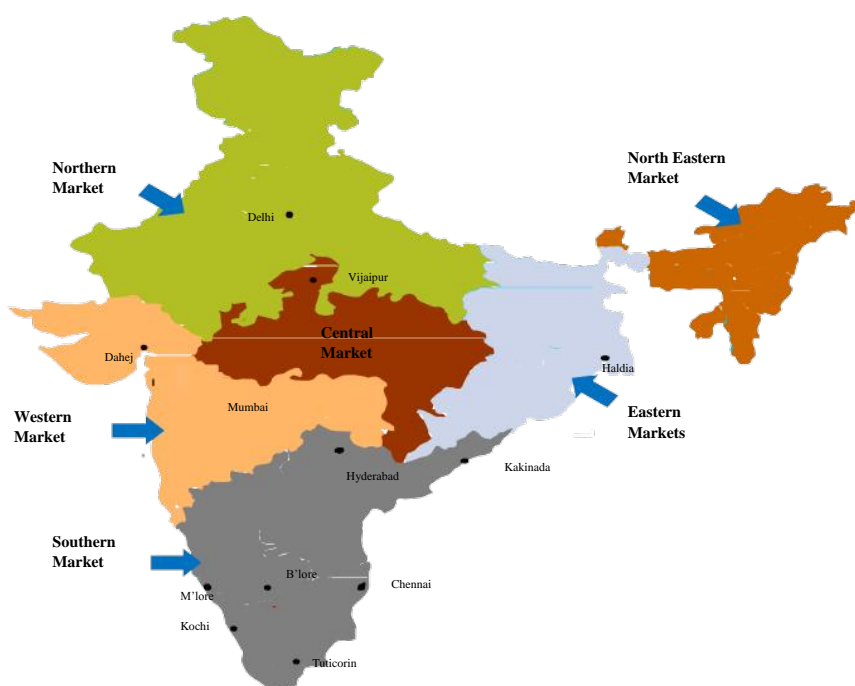 North Eastern
Market
Northern
Market
Delhi
Vijaipur
Central
Market
Dahej
Haldia
Mumbai
Western
Market
Eastern
Markets
Hyderabad
Kakinada
Southern
Market
B'lore
Chennai
M'lore
Kochi
Tuticorin